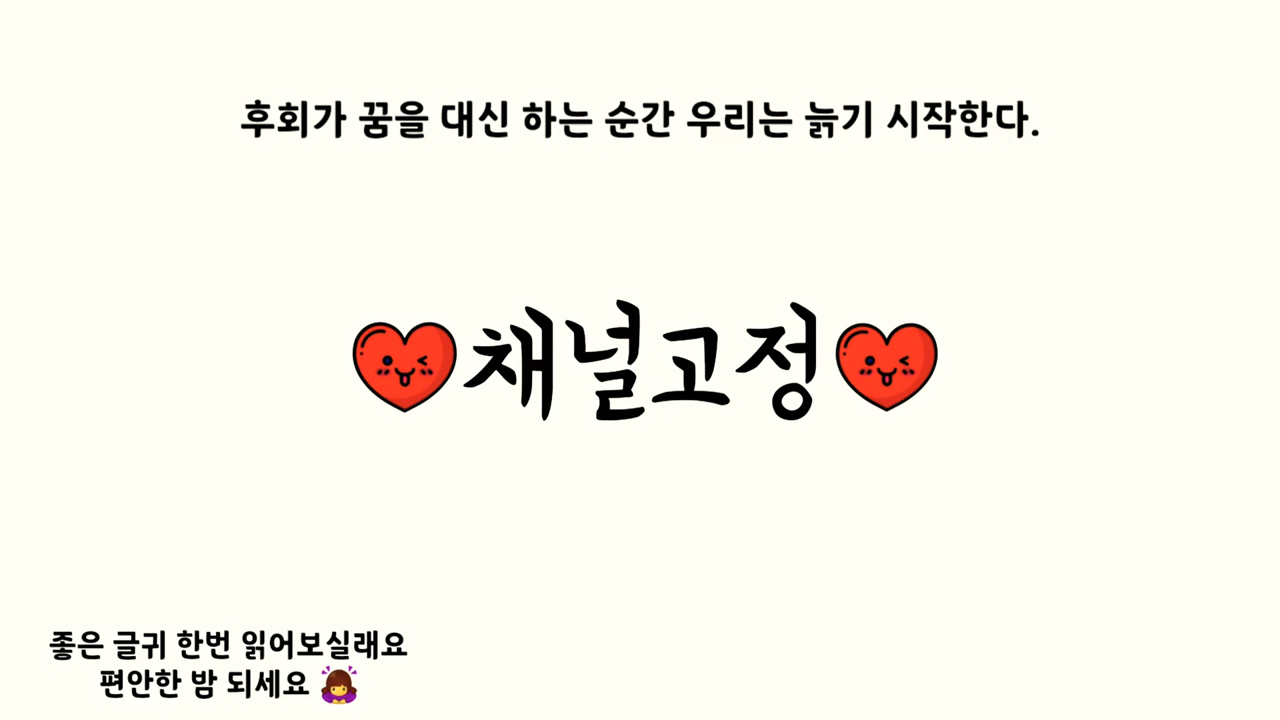 후회가 꿈을 대신 하는 순간 우리는 늙기 시작한다.
채널고정
좋은 글귀 한번 읽어보실래요
편안한 밤 되세요